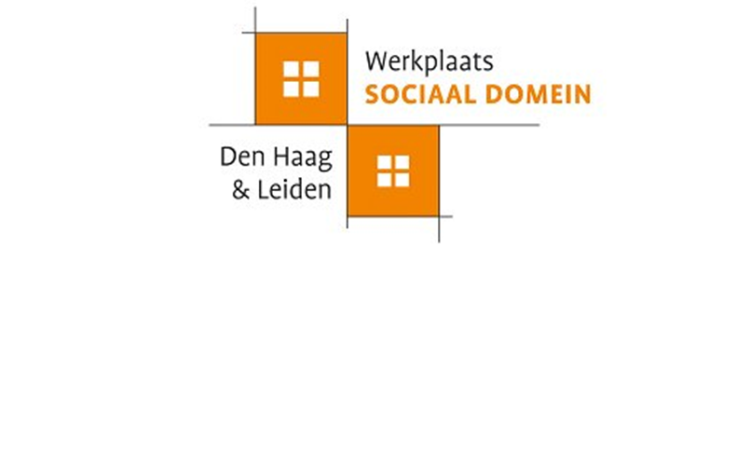 Werkplaats
SOCIAAL DOMEIN
Den Haag
& Leiden